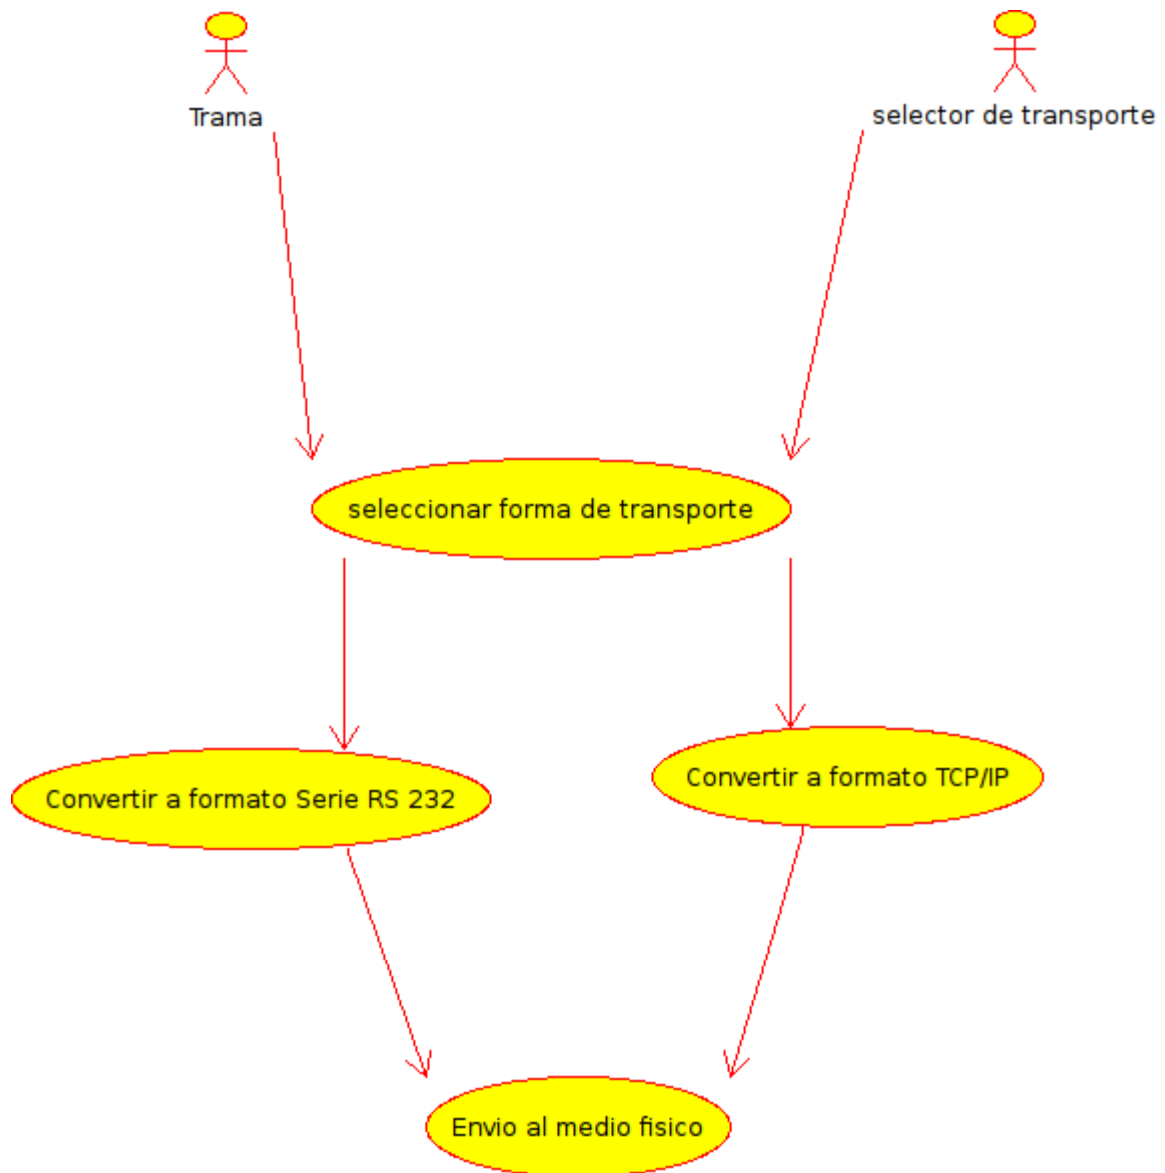 Trama
selector de transporte
seleccionar forma de transporte
Convertir a formato Serie RS 232
Convertir a formato TCP/IP
Envio al medio fisico